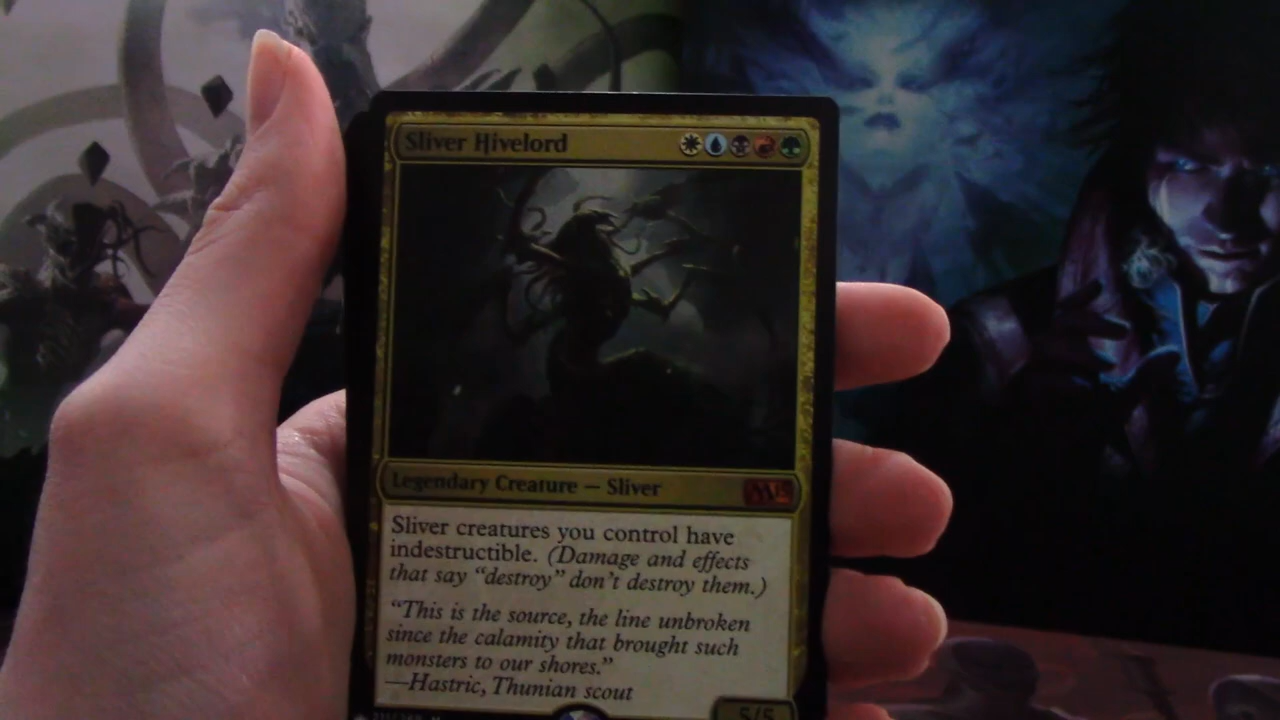 Sliver Hivelord
Legendary Creature — Sliver
M15
Sliver creatures you control have
indestructible. (Damage and effects
that say "destroy" don't destroy them.)
"This is the source, the line unbroken
since the calamity that brought such
monsters to our shores."
—Hastric, Thunian scout
5/5